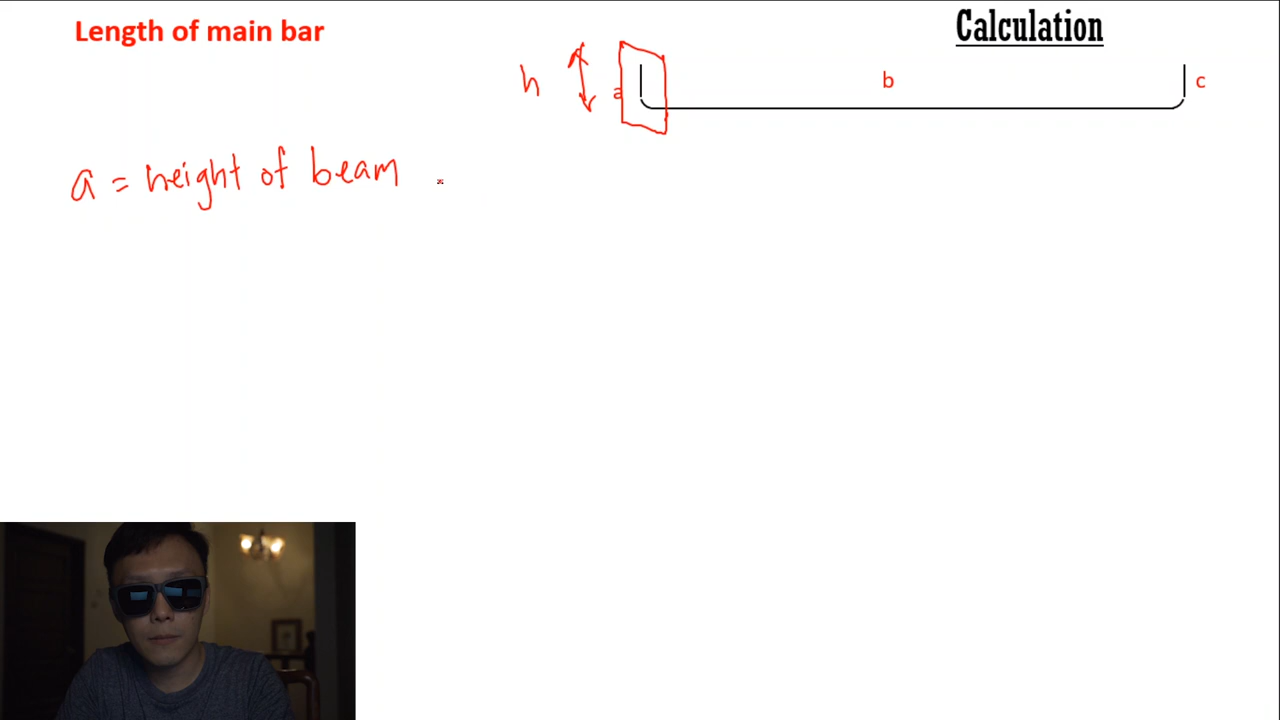 Length of main bar
Calculation
h
a
b
c
a = height of beam